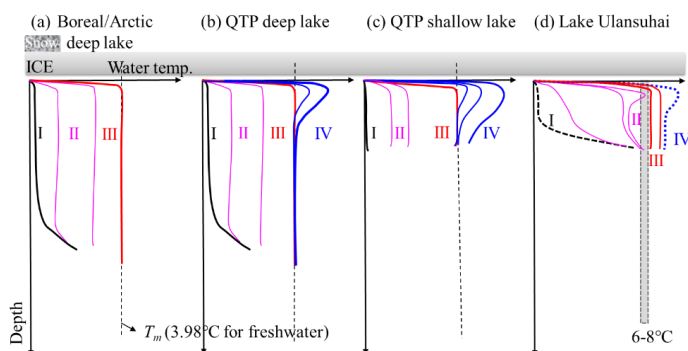 (a) Boreal/Arctic
deep lake
(b) QTP deep lake
(c) QTP shallow lake
(d) Lake Ulansuhai
Snow
ICE
Water temp.
I
II
III
I
II
III
IV
I
II
III
IV
I
II
III
IV
Depth
Tm (3.98℃ for freshwater)
6-8℃